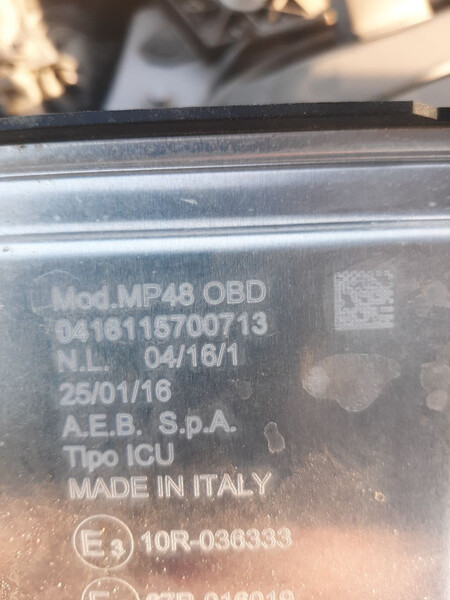 Mod.MP48 OBD
0416115700713
N.L. 04/16/1
25/01/16
A.E.B. S.p.A.
Tipo ICU
MADE IN ITALY
E3 10R-036333